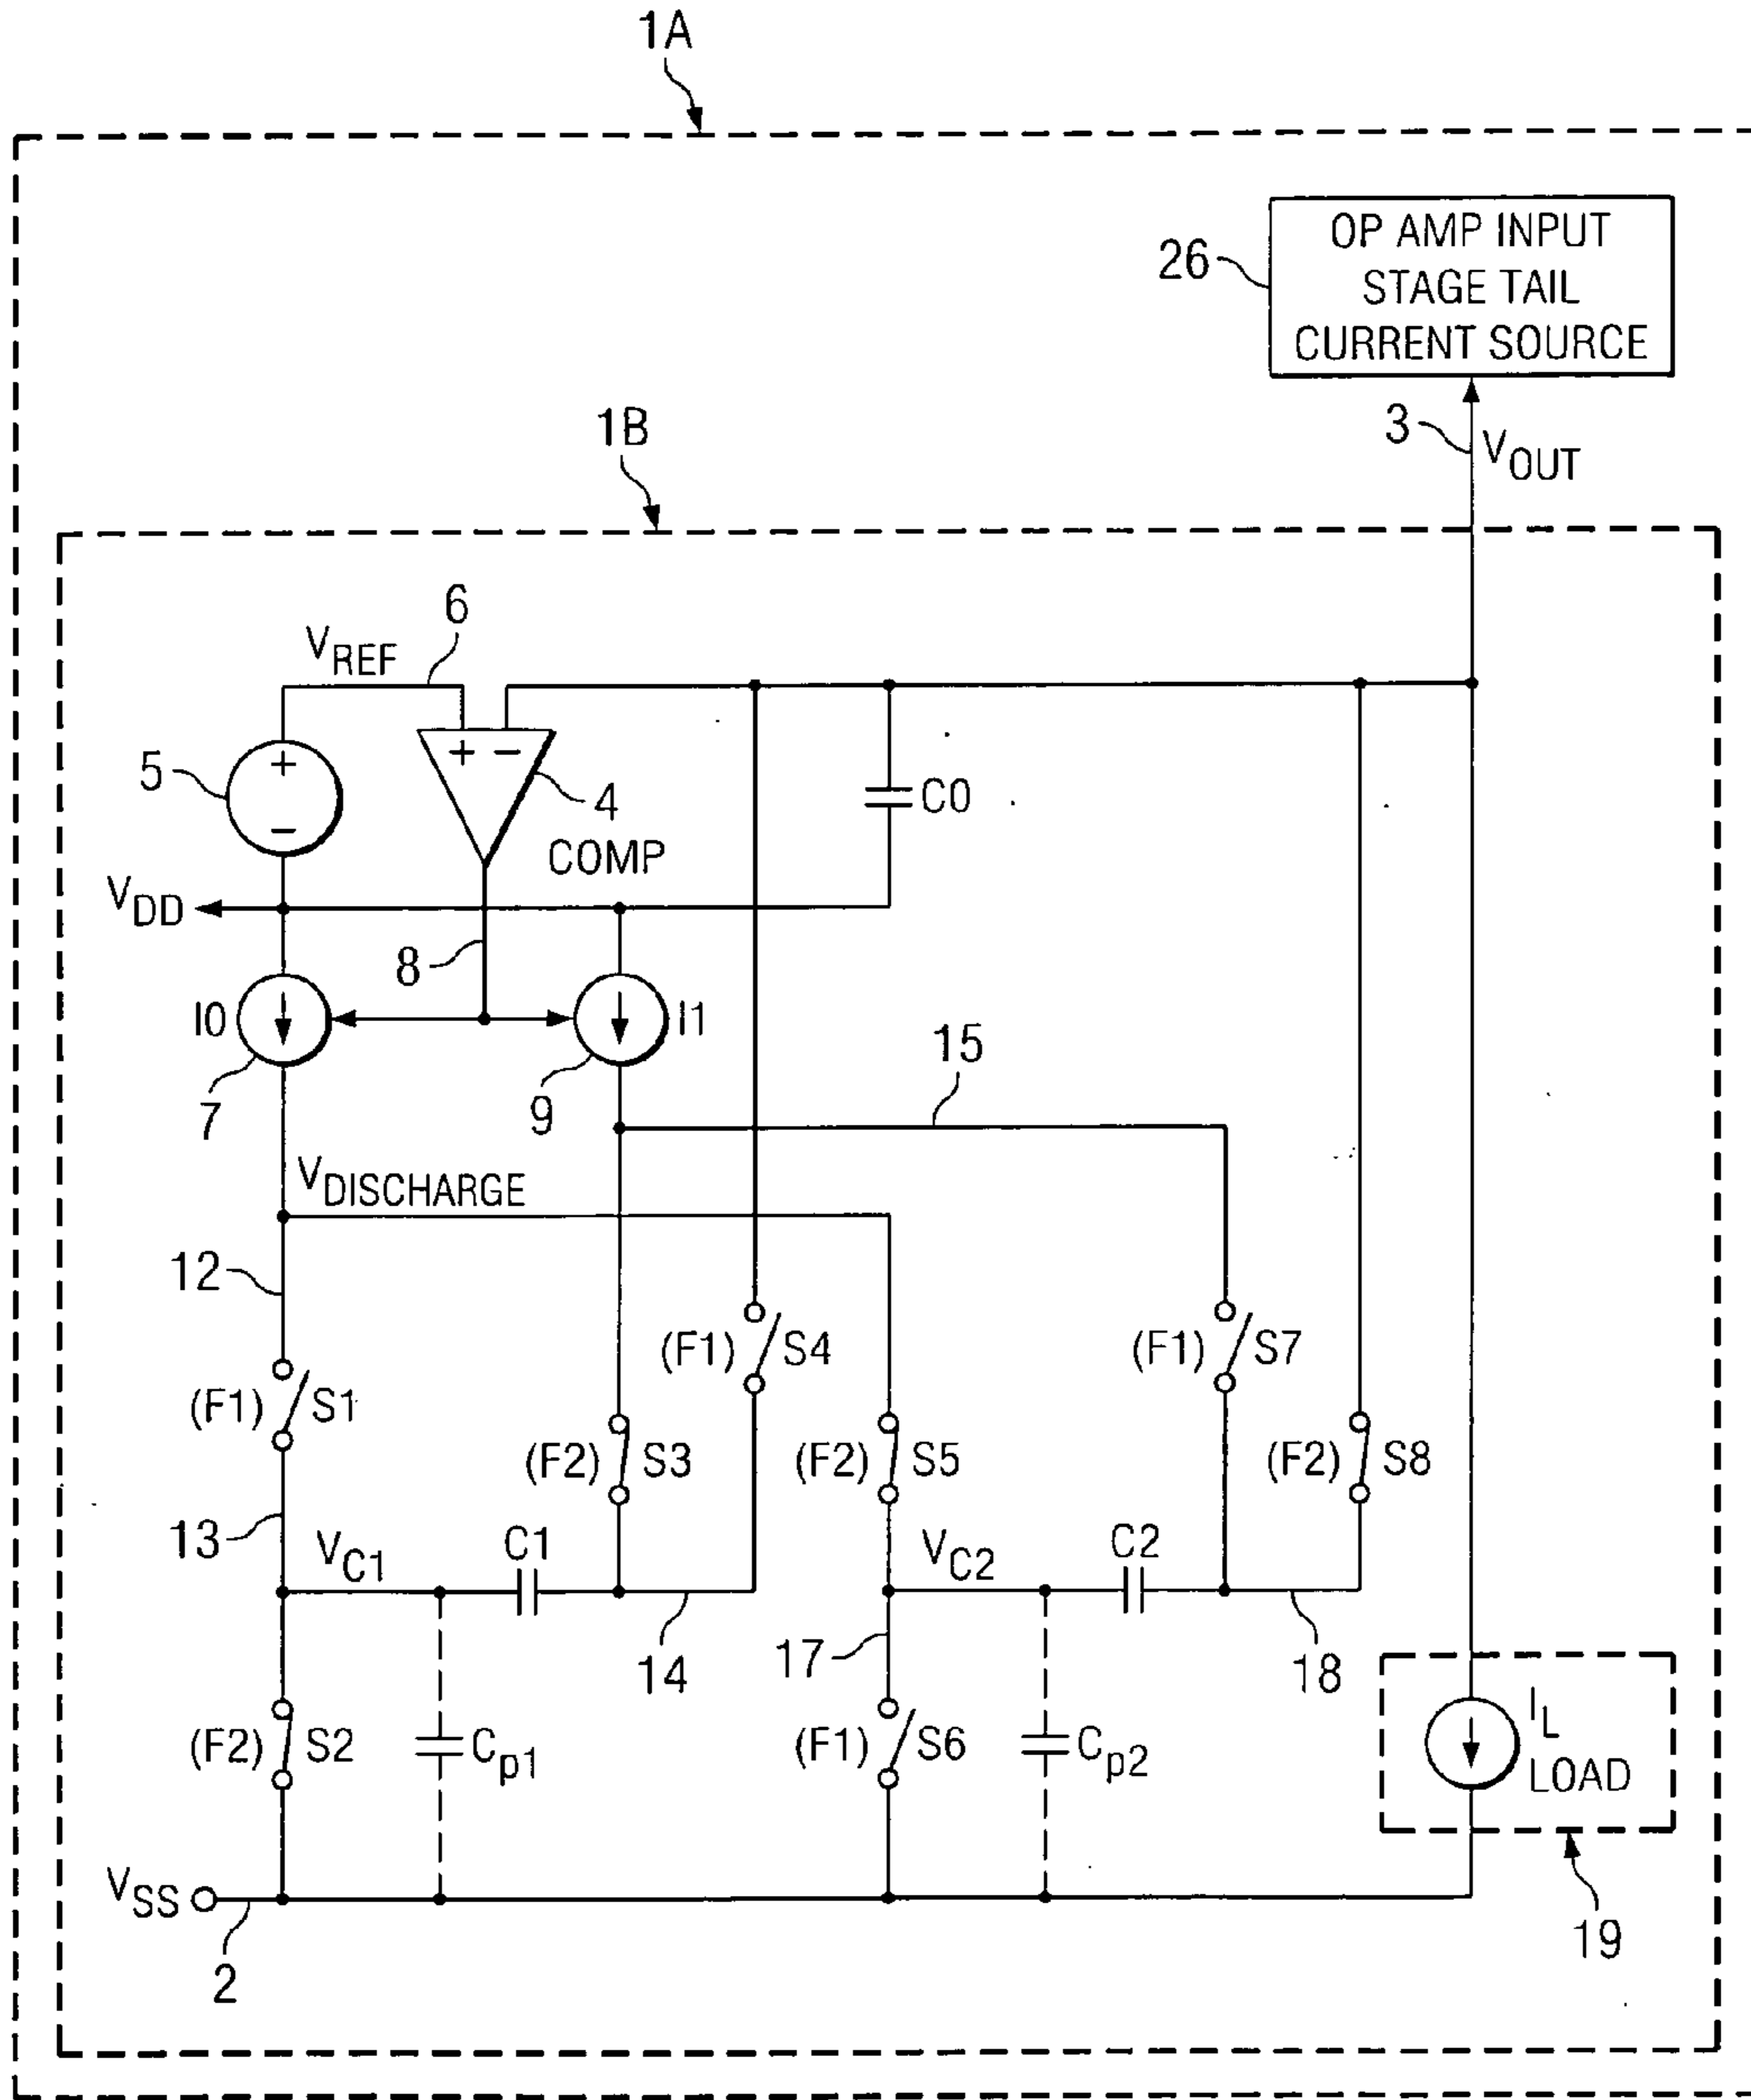 1A
OP AMP INPUT
STAGE TAIL
CURRENT SOURCE
26
3
VOUT
1B
6
VREF
+ −
5
+
−
4
C0
COMP
VDD
8
I0
I1
7
9
15
VDISCHARGE
12
(F1) S4
(F1) S7
(F1) S1
(F2) S3
(F2) S5
(F2) S8
13
VC1
C1
VC2
C2
14
17
18
IL
LOAD
(F2) S2
Cp1
(F1) S6
Cp2
VSS
2
19